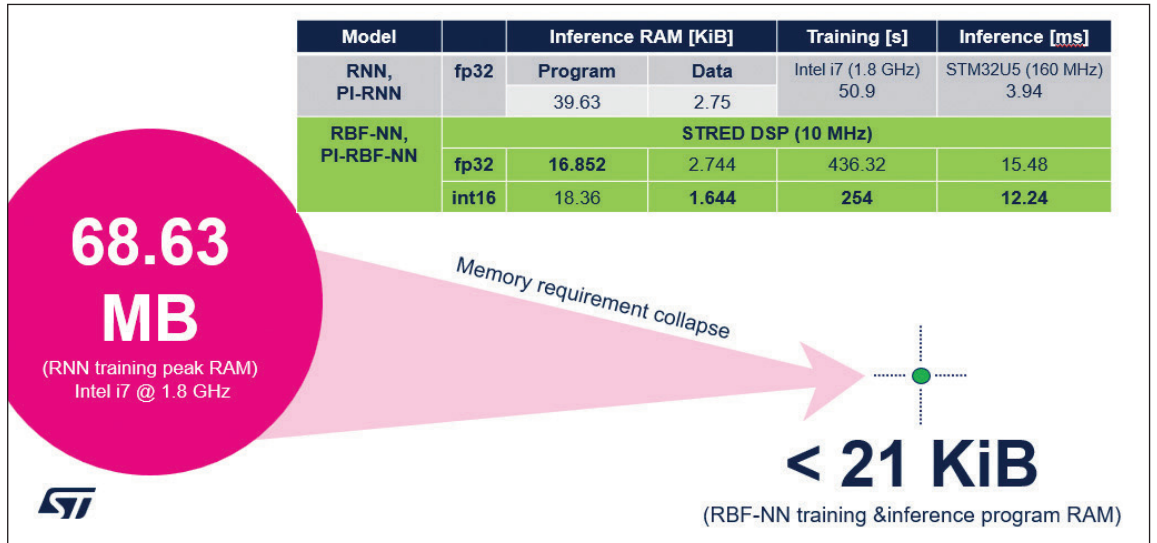 Model Inference RAM [KiB] Training [s] Inference [ms]
RNN, PI-RNN fp32 Program Data Intel i7 (1.8 GHz) STM32U5 (160 MHz)
39.63 2.75 50.9 3.94
RBF-NN, PI-RBF-NN STRED DSP (10 MHz)
fp32 16.852 2.744 436.32 15.48
int16 18.36 1.644 254 12.24
68.63
MB
(RNN training peak RAM)
Intel i7 @ 1.8 GHz
Memory requirement collapse
< 21 KiB
(RBF-NN training &inference program RAM)
ST